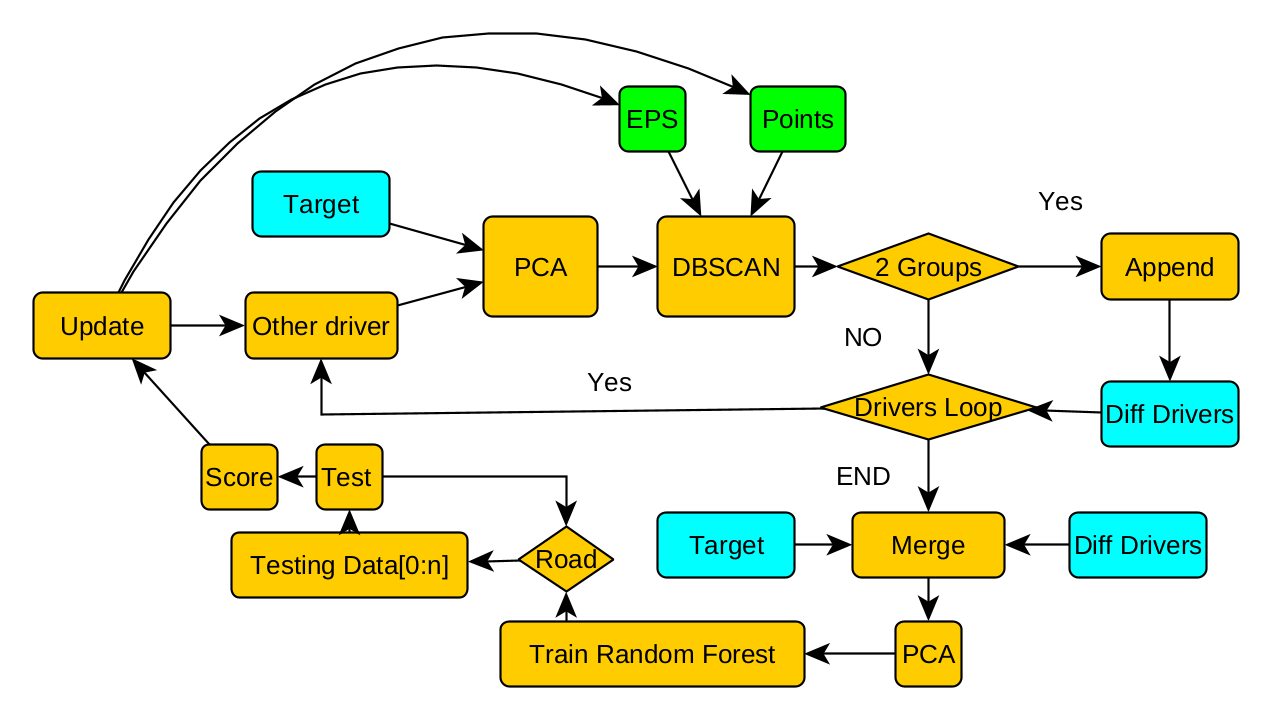 EPS
Points
Target
Yes
PCA
DBSCAN
2 Groups
Append
Update
Other driver
NO
Yes
Drivers Loop
Diff Drivers
Score
Test
END
Target
Merge
Diff Drivers
Road
Testing Data[0:n]
Train Random Forest
PCA